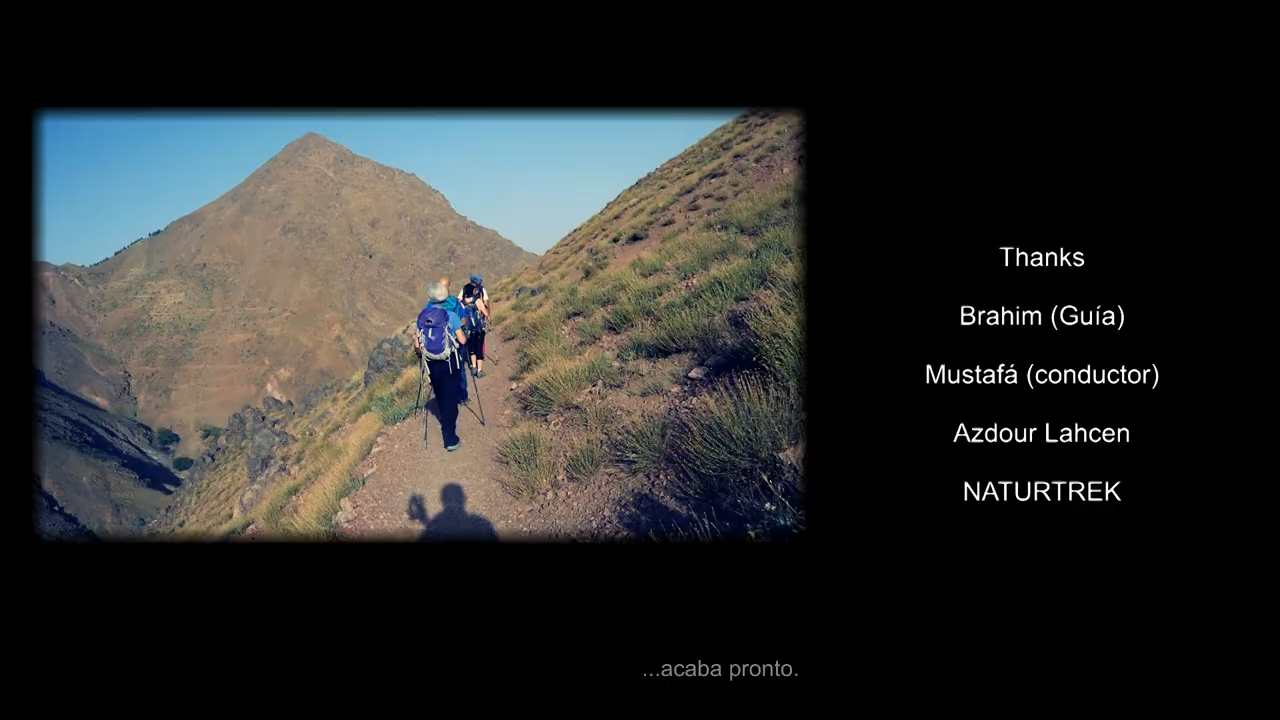 Thanks
Brahim (Guía)
Mustafá (conductor)
Azdour Lahcen
NATURTREK
...acaba pronto.